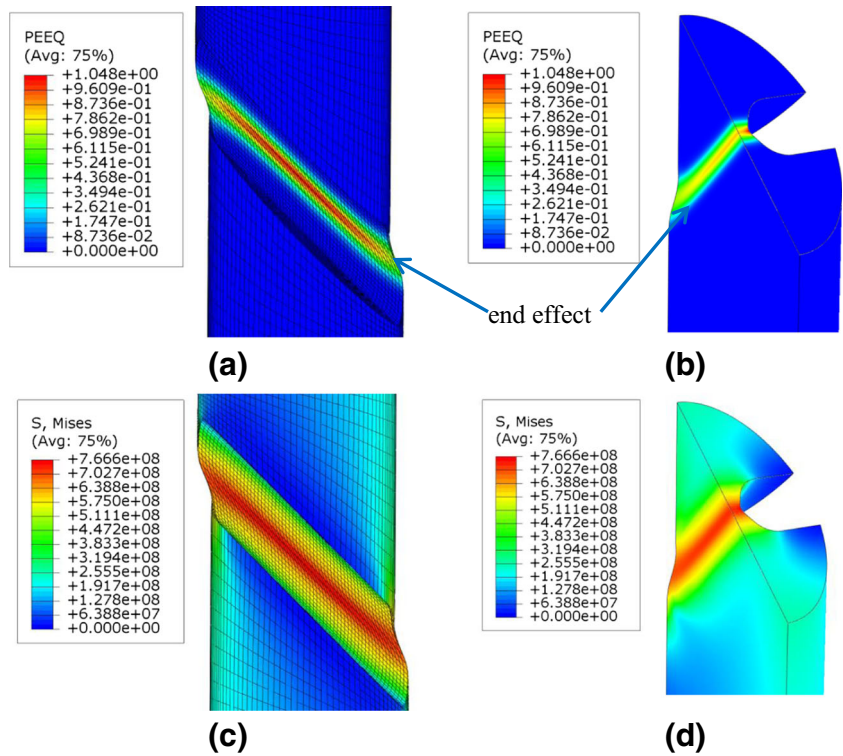 PEEQ
(Avg: 75%)
+1.048e+00
+9.609e-01
+8.736e-01
+7.862e-01
+6.989e-01
+6.115e-01
+5.241e-01
+4.368e-01
+3.494e-01
+2.621e-01
+1.747e-01
+8.736e-02
+0.000e+00
(a)
PEEQ
(Avg: 75%)
+1.048e+00
+9.609e-01
+8.736e-01
+7.862e-01
+6.989e-01
+6.115e-01
+5.241e-01
+4.368e-01
+3.494e-01
+2.621e-01
+1.747e-01
+8.736e-02
+0.000e+00
end effect
(b)
S, Mises
(Avg: 75%)
+7.666e+08
+7.027e+08
+6.388e+08
+5.750e+08
+5.111e+08
+4.472e+08
+3.833e+08
+3.194e+08
+2.555e+08
+1.917e+08
+1.278e+08
+6.388e+07
+0.000e+00
(c)
S, Mises
(Avg: 75%)
+7.666e+08
+7.027e+08
+6.388e+08
+5.750e+08
+5.111e+08
+4.472e+08
+3.833e+08
+3.194e+08
+2.555e+08
+1.917e+08
+1.278e+08
+6.388e+07
+0.000e+00
(d)